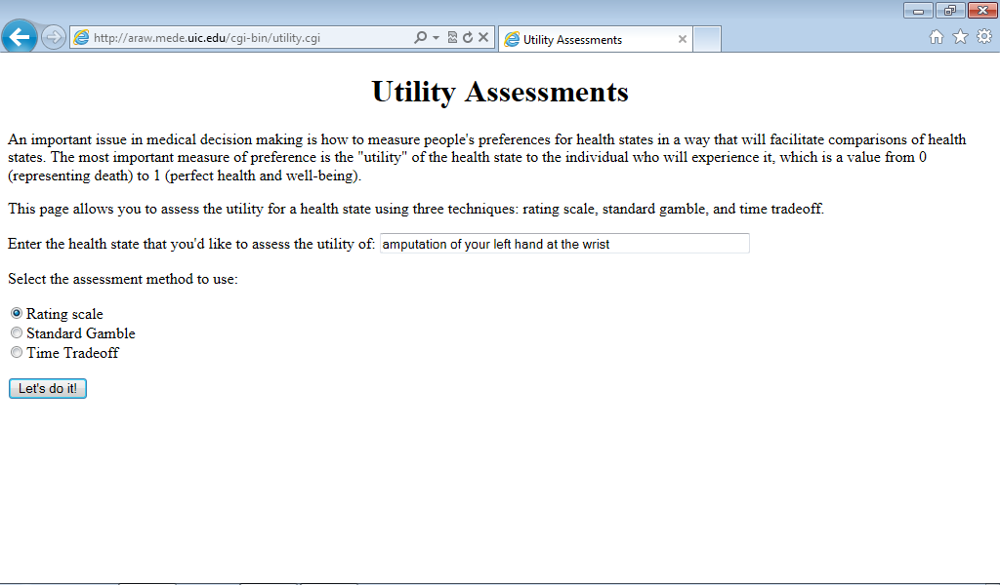 http://araw.mede.uic.edu/cgi-bin/utility.cgi
Utility Assessments
Utility Assessments
An important issue in medical decision making is how to measure people's preferences for health states in a way that will facilitate comparisons of health
states. The most important measure of preference is the "utility" of the health state to the individual who will experience it, which is a value from 0
(representing death) to 1 (perfect health and well-being).
This page allows you to assess the utility for a health state using three techniques: rating scale, standard gamble, and time tradeoff.
Enter the health state that you'd like to assess the utility of: amputation of your left hand at the wrist
Select the assessment method to use:
Rating scale
Standard Gamble
Time Tradeoff
Let's do it!